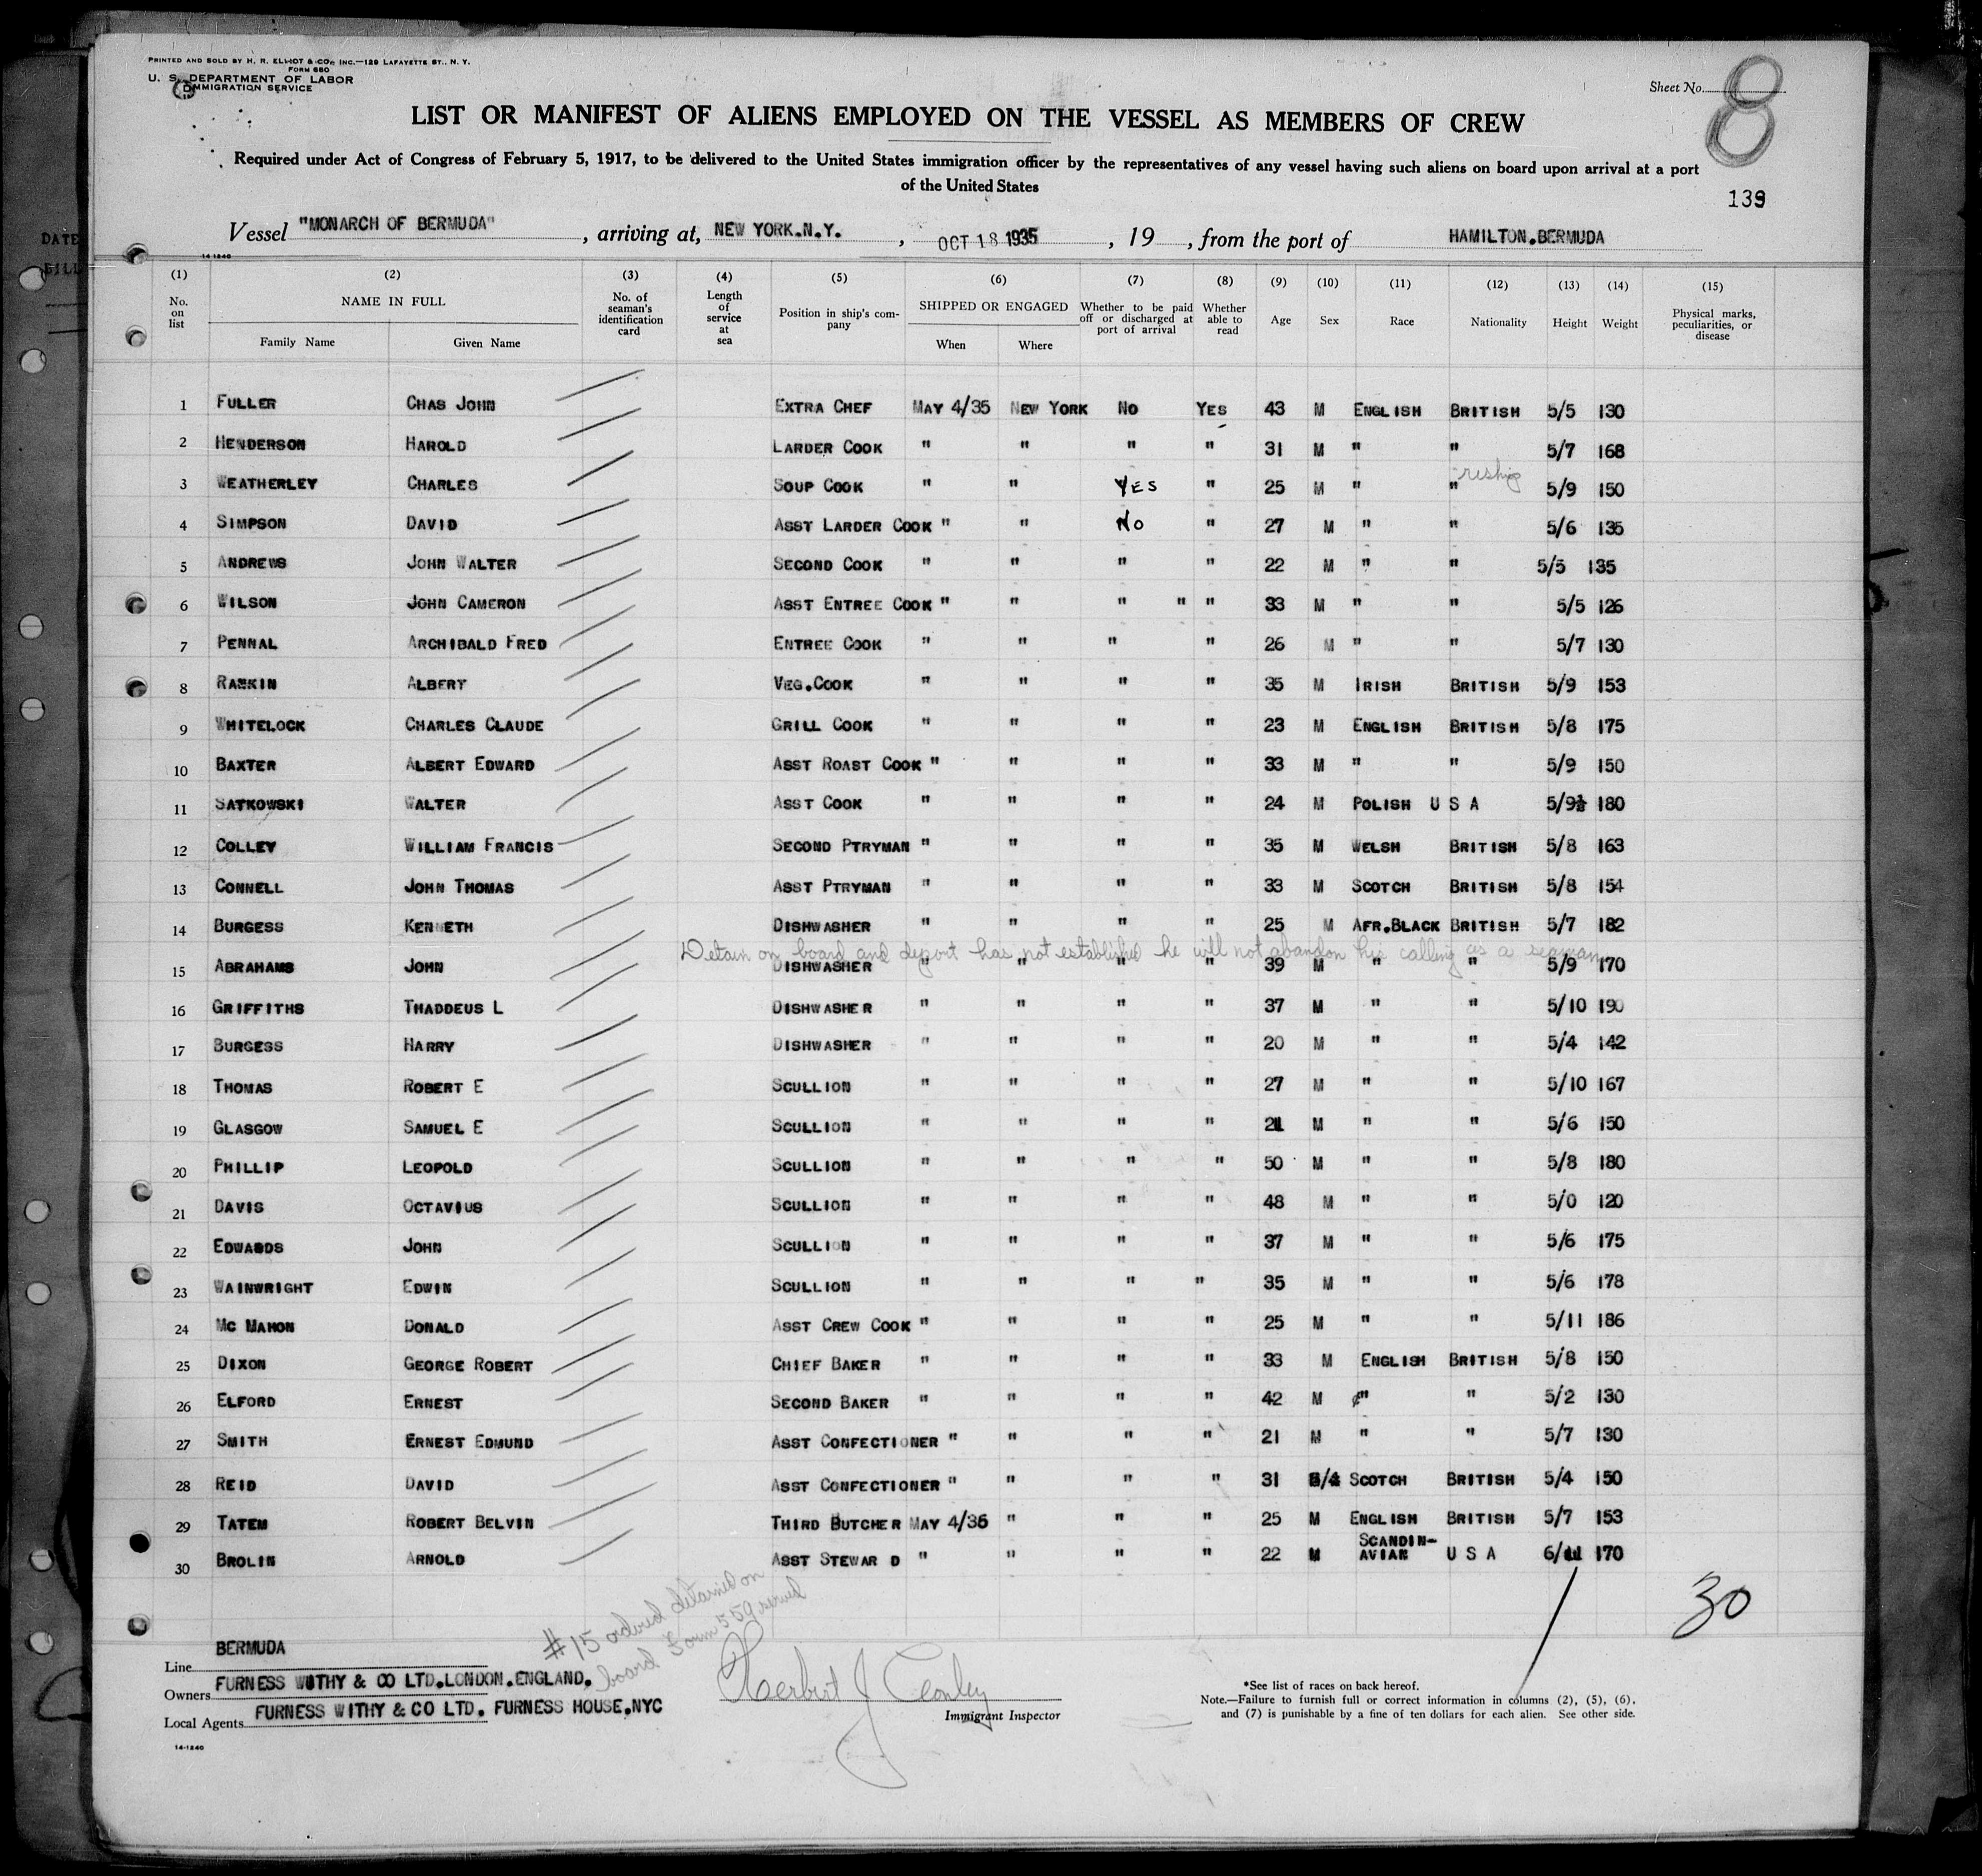 PRINTED AND SOLD BY H. R. ELLIOT & CO., INC.—129 LAFAYETTE ST., N. Y.
FORM 680
U. S. DEPARTMENT OF LABOR
IMMIGRATION SERVICE
Sheet No. 8
LIST OR MANIFEST OF ALIENS EMPLOYED ON THE VESSEL AS MEMBERS OF CREW
Required under Act of Congress of February 5, 1917, to be delivered to the United States immigration officer by the representatives of any vessel having such aliens on board upon arrival at a port
of the United States
139
Vessel "MONARCH OF BERMUDA", arriving at, NEW YORK.N.Y., OCT 18 1935, 19 , from the port of HAMILTON.BERMUDA
14-1240
(1) (2) (3) (4) (5) (6) (7) (8) (9) (10) (11) (12) (13) (14) (15)
No. on list
NAME IN FULL
Family Name Given Name
No. of seaman's identification card
Length of service at sea
Position in ship's company
SHIPPED OR ENGAGED
When Where
Whether to be paid off or discharged at port of arrival
Whether able to read
Age Sex Race Nationality Height Weight
Physical marks, peculiarities, or disease
1 FULLER CHAS JOHN EXTRA CHEF MAY 4/35 NEW YORK NO YES 43 M ENGLISH BRITISH 5/5 130
2 HENDERSON HAROLD LARDER COOK " " " " 31 M " " 5/7 168
3 WEATHERLEY CHARLES SOUP COOK " " YES " 25 M " " 5/9 150
4 SIMPSON DAVID ASST LARDER COOK " " NO " 27 M " " 5/6 135
5 ANDREWS JOHN WALTER SECOND COOK " " " " 22 M " " 5/5 135
6 WILSON JOHN CAMERON ASST ENTREE COOK " " " " " 33 M " " 5/5 126
7 PENNAL ARCHIBALD FRED ENTREE COOK " " " " 26 M " " 5/7 130
8 RANKIN ALBERT VEG.COOK " " " " 35 M IRISH BRITISH 5/9 153
9 WHITELOCK CHARLES CLAUDE GRILL COOK " " " " 23 M ENGLISH BRITISH 5/8 175
10 BAXTER ALBERT EDWARD ASST ROAST COOK " " " " 33 M " " 5/9 150
11 SATKOWSKI WALTER ASST COOK " " " " 24 M POLISH U S A 5/9½ 180
12 COLLEY WILLIAM FRANCIS SECOND PTRYMAN " " " " 35 M WELSH BRITISH 5/8 163
13 CONNELL JOHN THOMAS ASST PTRYMAN " " " " 33 M SCOTCH BRITISH 5/8 154
14 BURGESS KENNETH DISHWASHER " " " " 25 M AFR.BLACK BRITISH 5/7 182
Detain on board and deport has not established he will not abandon his calling as a seaman
15 ABRAHAMS JOHN DISHWASHER " " " " 39 M " " 5/9 170
16 GRIFFITHS THADDEUS L DISHWASHER " " " " 37 M " " 5/10 190
17 BURGESS HARRY DISHWASHER " " " " 20 M " " 5/4 142
18 THOMAS ROBERT E SCULLION " " " " 27 M " " 5/10 167
19 GLASGOW SAMUEL E SCULLION " " " " 21 M " " 5/6 150
20 PHILLIP LEOPOLD SCULLION " " " " 50 M " " 5/8 180
21 DAVIS OCTAVIUS SCULLION " " " " 48 M " " 5/0 120
22 EDWARDS JOHN SCULLION " " " " 37 M " " 5/6 175
23 WAINWRIGHT EDWIN SCULLION " " " " 35 M " " 5/6 178
24 MC MAHON DONALD ASST CREW COOK " " " " 25 M " " 5/11 186
25 DIXON GEORGE ROBERT CHIEF BAKER " " " " 33 M ENGLISH BRITISH 5/8 150
26 ELFORD ERNEST SECOND BAKER " " " " 42 M " " 5/2 130
27 SMITH ERNEST EDMUND ASST CONFECTIONER " " " " 21 M " " 5/7 130
28 REID DAVID ASST CONFECTIONER " " " " 31 SCOTCH BRITISH 5/4 150
29 TATEM ROBERT BELVIN THIRD BUTCHER MAY 4/35 " " " 25 M ENGLISH BRITISH 5/7 153
30 BROLIN ARNOLD ASST STEWARD " " " " 22 M SCANDIN-AVIAN U S A 170
30
#15 ordered detained on
board Form 559 served
Line BERMUDA
Owners FURNESS WITHY & CO LTD.LONDON.ENGLAND.
Local Agents FURNESS WITHY & CO LTD. FURNESS HOUSE.NYC
14-1240
Herbert J
Immigrant Inspector
*See list of races on back hereof.
Note.—Failure to furnish full or correct information in columns (2), (5), (6),
and (7) is punishable by a fine of ten dollars for each alien. See other side.